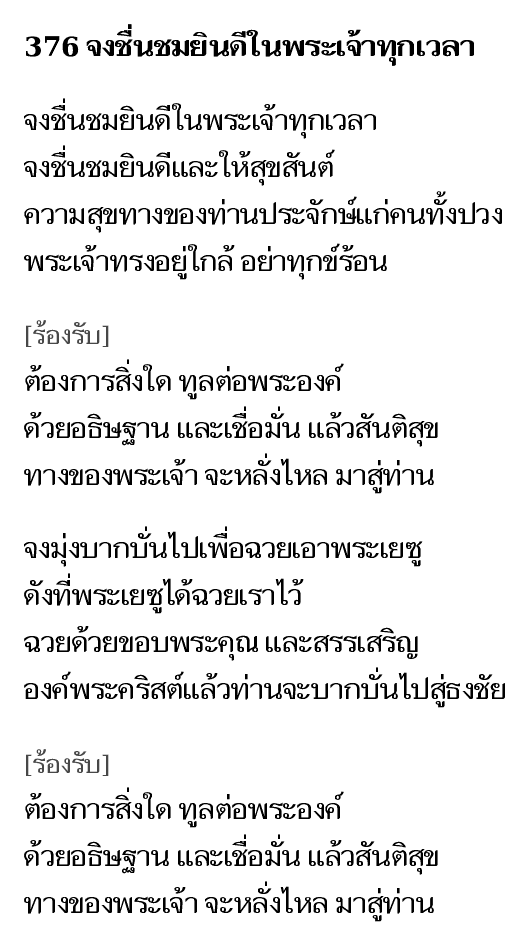 376 จงชื่นชมยินดีในพระเจ้าทุกเวลา
จงชื่นชมยินดีในพระเจ้าทุกเวลา
จงชื่นชมยินดีและให้สุขสันต์
ความสุขทางของท่านประจักษ์แก่คนทั้งปวง
พระเจ้าทรงอยู่ใกล้ อย่าทุกข์ร้อน
[ร้องรับ]
ต้องการสิ่งใด ทูลต่อพระองค์
ด้วยอธิษฐาน และเชื่อมั่น แล้วสันติสุข
ทางของพระเจ้า จะหลั่งไหล มาสู่ท่าน
จงมุ่งบากบั่นไปเพื่อฉวยเอาพระเยซู
ดังที่พระเยซูได้ฉวยเราไว้
ฉวยด้วยขอบพระคุณ และสรรเสริญ
องค์พระคริสต์แล้วท่านจะบากบั่นไปสู่ธงชัย
[ร้องรับ]
ต้องการสิ่งใด ทูลต่อพระองค์
ด้วยอธิษฐาน และเชื่อมั่น แล้วสันติสุข
ทางของพระเจ้า จะหลั่งไหล มาสู่ท่าน